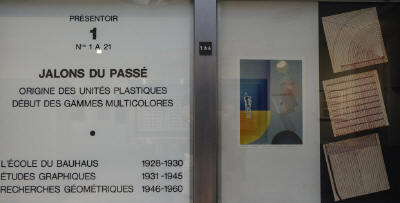 PRÉSENTOIR
1
Nos 1 A 21
JALONS DU PASSÉ
ORIGINE DES UNITÉS PLASTIQUES
DÉBUT DES GAMMES MULTICOLORES
L'ÉCOLE DU BAUHAUS 1928-1930
ÉTUDES GRAPHIQUES 1931-1945
RECHERCHES GÉOMÉTRIQUES 1946-1960